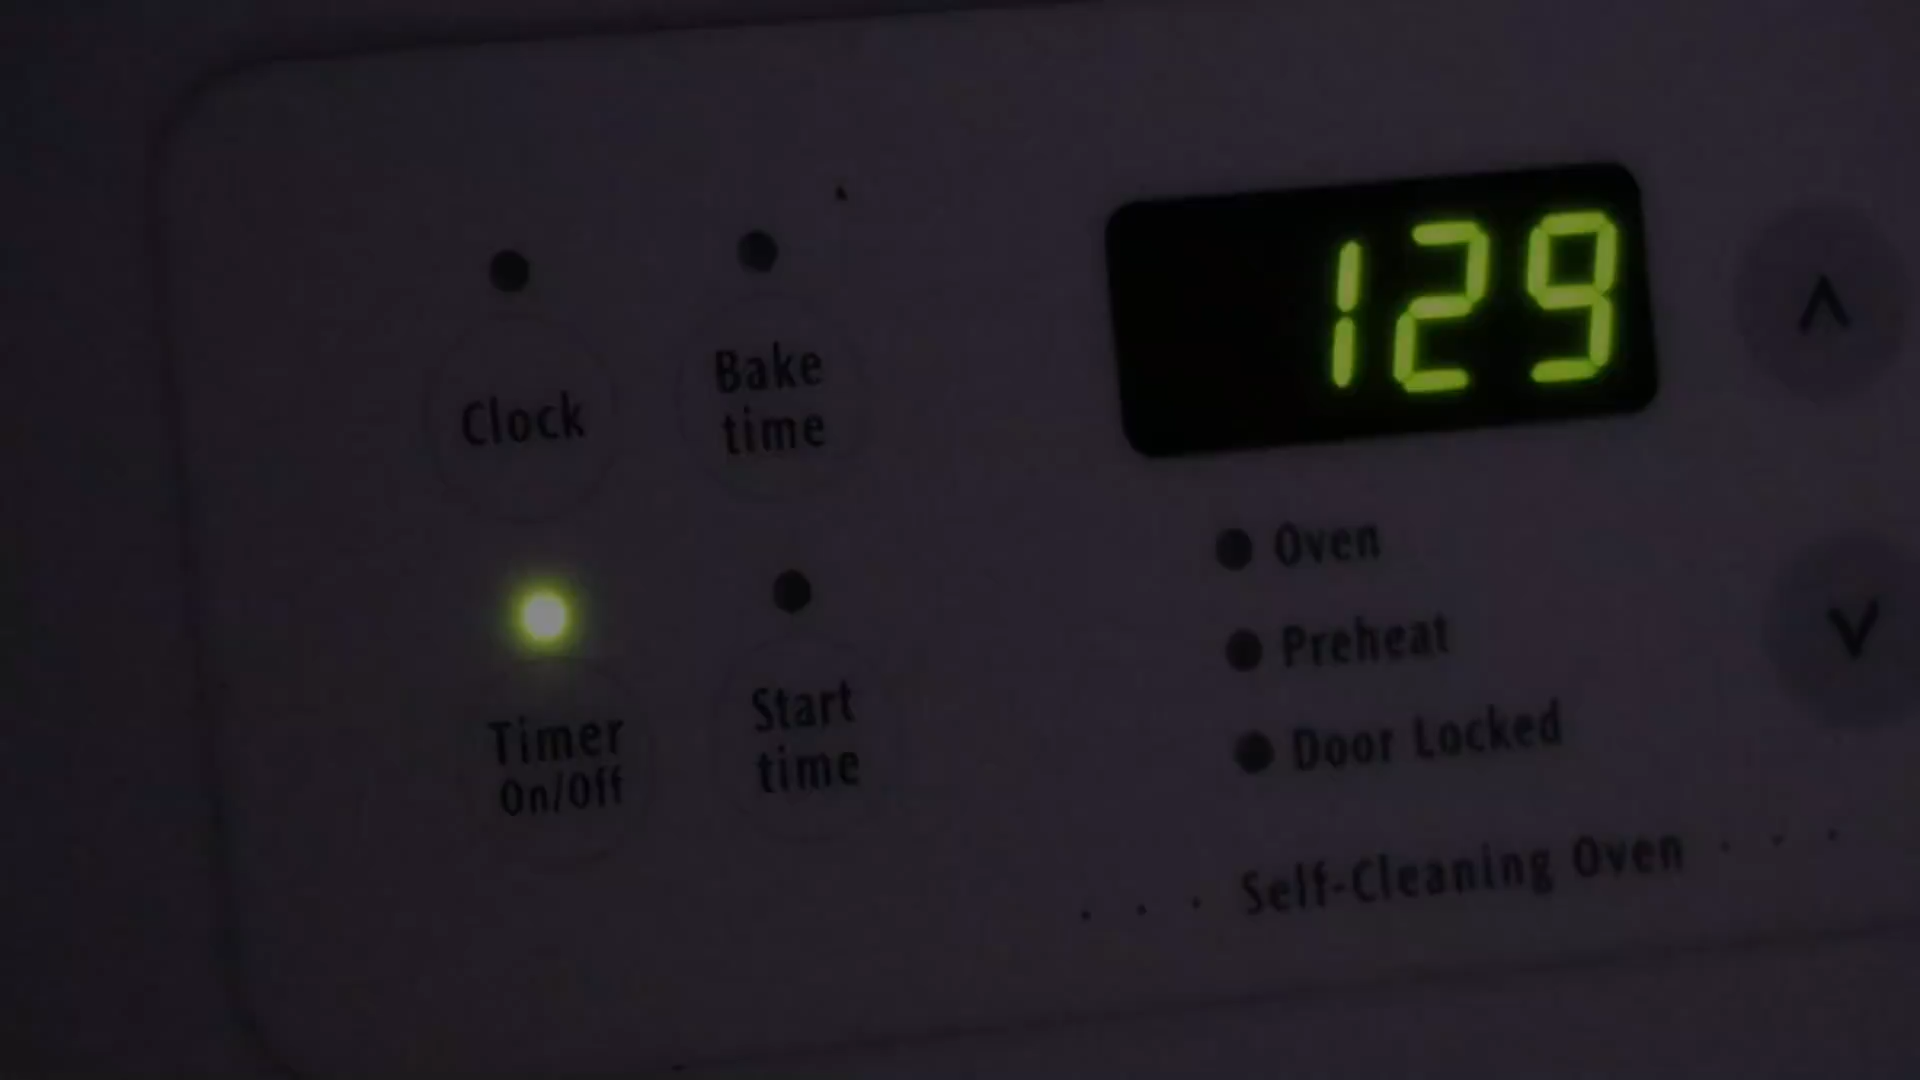 129
Clock
Bake
time
Timer
On/Off
Start
time
Oven
Preheat
Door Locked
Self-Cleaning Oven